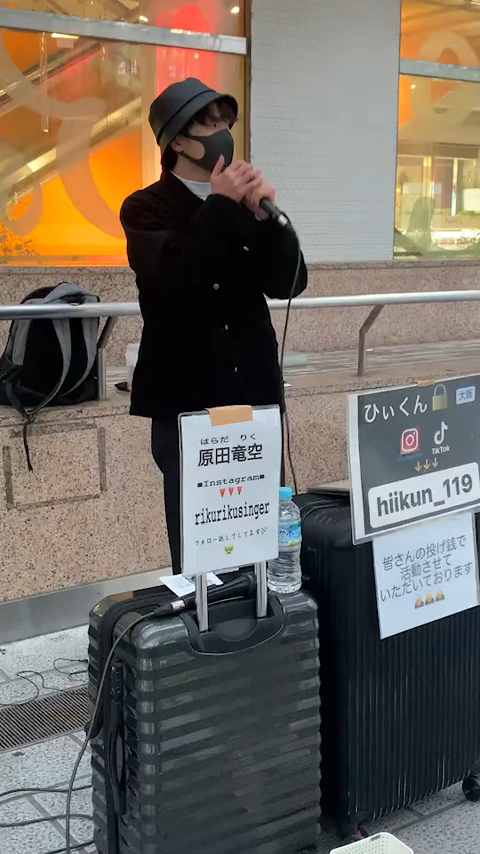 はらだ りく
原田竜空
■Instagram■
rikurikusinger
フォロー返ししてます
ひぃくん
大阪
TikTok
hiikun_119
皆さんの投げ銭で
活動させて
いただいております